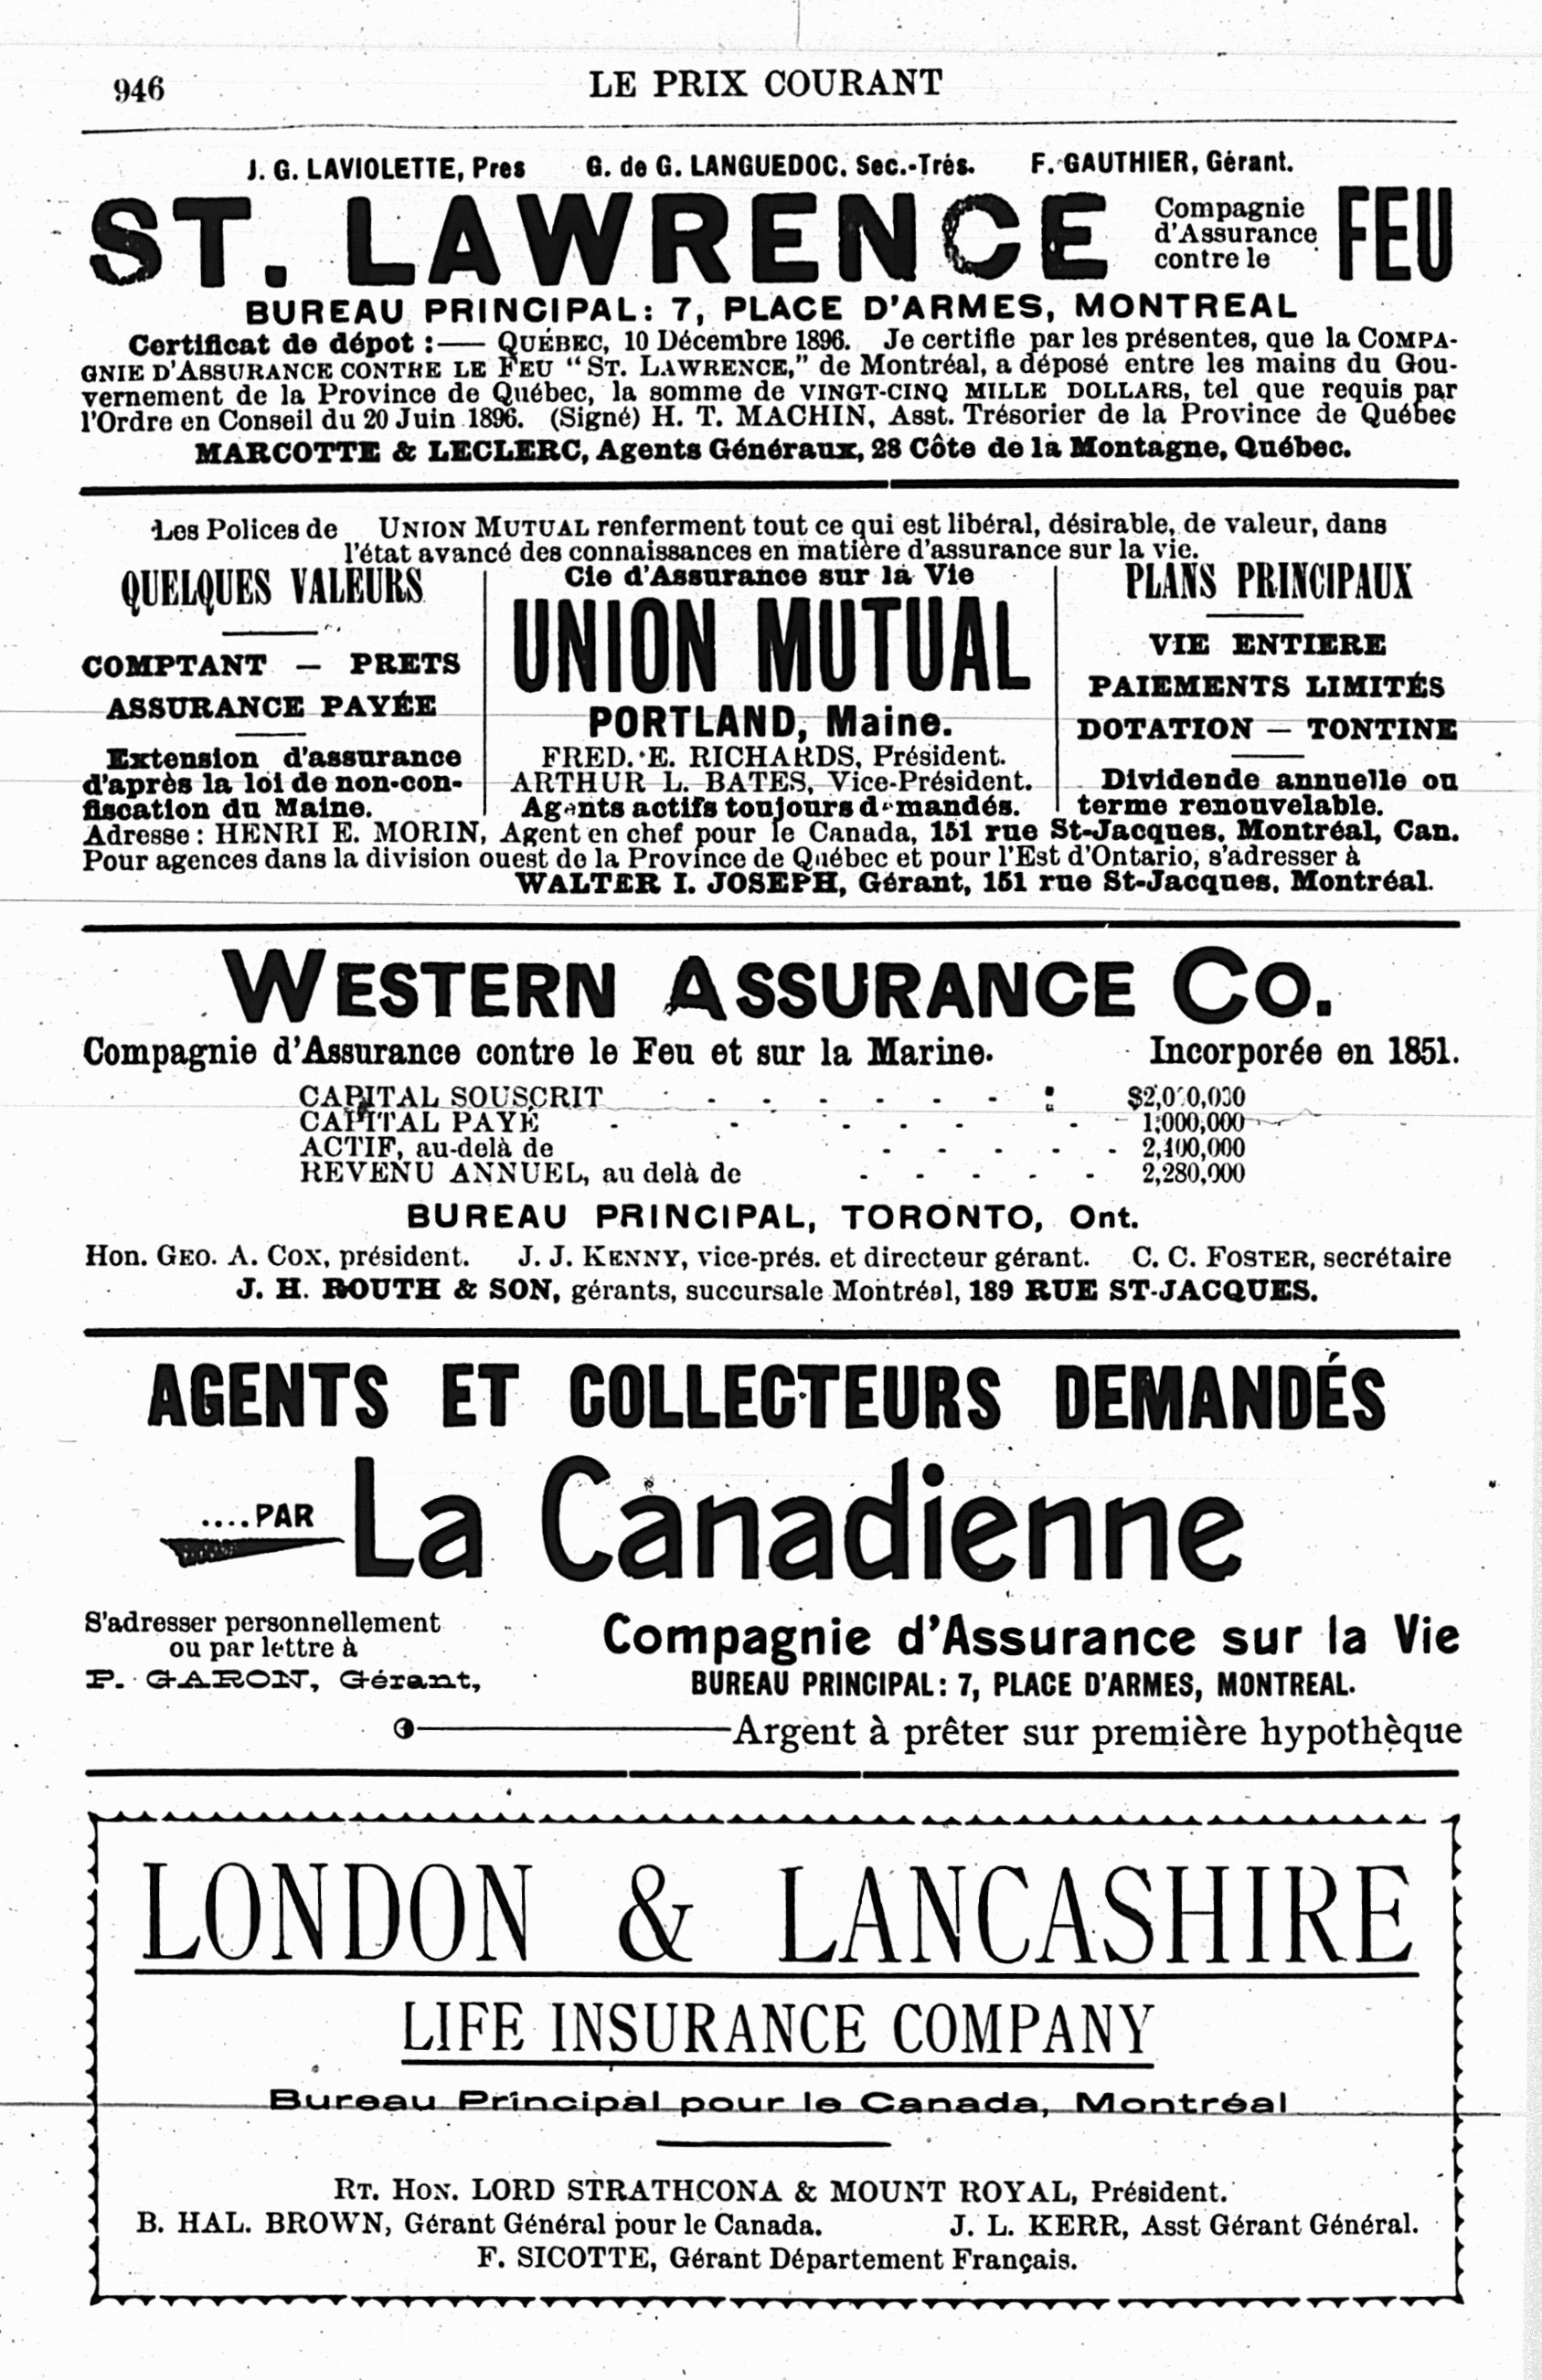 946
LE PRIX COURANT
J. G. LAVIOLETTE, Pres G. de G. LANGUEDOC. Sec.-Trés. F. GAUTHIER, Gérant.
ST. LAWRENCE
Compagnie
d'Assurance
contre le
FEU
BUREAU PRINCIPAL: 7, PLACE D'ARMES, MONTREAL
Certificat de dépot :— QUÉBEC, 10 Décembre 1896. Je certifie par les présentes, que la COMPA-
GNIE D'ASSURANCE CONTRE LE FEU "ST. LAWRENCE," de Montréal, a déposé entre les mains du Gou-
vernement de la Province de Québec, la somme de VINGT-CINQ MILLE DOLLARS, tel que requis par
l'Ordre en Conseil du 20 Juin 1896. (Signé) H. T. MACHIN, Asst. Trésorier de la Province de Québec
MARCOTTE & LECLERC, Agents Généraux, 28 Côte de la Montagne, Québec.
Les Polices de UNION MUTUAL renferment tout ce qui est libéral, désirable, de valeur, dans
l'état avancé des connaissances en matière d'assurance sur la vie.
QUELQUES VALEURS
COMPTANT — PRETS
ASSURANCE PAYÉE
Extension d'assurance
d'après la loi de non-con-
fiscation du Maine.
Cie d'Assurance sur la Vie
UNION MUTUAL
PORTLAND, Maine.
FRED. E. RICHARDS, Président.
ARTHUR L. BATES, Vice-Président.
Agents actifs toujours demandés.
PLANS PRINCIPAUX
VIE ENTIERE
PAIEMENTS LIMITÉS
DOTATION — TONTINE
Dividende annuelle ou
terme renouvelable.
Adresse: HENRI E. MORIN, Agent en chef pour le Canada, 151 rue St-Jacques, Montréal, Can.
Pour agences dans la division ouest de la Province de Québec et pour l'Est d'Ontario, s'adresser à
WALTER I. JOSEPH, Gérant, 151 rue St-Jacques, Montréal.
WESTERN ASSURANCE CO.
Compagnie d'Assurance contre le Feu et sur la Marine. Incorporée en 1851.
CAPITAL SOUSCRIT - - - - - - : $2,000,000
CAPITAL PAYÉ - - - - - - 1,000,000
ACTIF, au-delà de - - - - - 2,400,000
REVENU ANNUEL, au delà de - - - - - 2,280,000
BUREAU PRINCIPAL, TORONTO, Ont.
Hon. GEO. A. COX, président. J. J. KENNY, vice-prés. et directeur gérant. C. C. FOSTER, secrétaire
J. H. ROUTH & SON, gérants, succursale Montréal, 189 RUE ST-JACQUES.
AGENTS ET COLLECTEURS DEMANDÉS
....PAR La Canadienne
S'adresser personnellement
ou par lettre à
P. GARON, Gérant,
Compagnie d'Assurance sur la Vie
BUREAU PRINCIPAL: 7, PLACE D'ARMES, MONTREAL.
Argent à prêter sur première hypothèque
LONDON & LANCASHIRE
LIFE INSURANCE COMPANY
Bureau Principal pour le Canada, Montréal
RT. HON. LORD STRATHCONA & MOUNT ROYAL, Président.
B. HAL. BROWN, Gérant Général pour le Canada. J. L. KERR, Asst Gérant Général.
F. SICOTTE, Gérant Département Français.